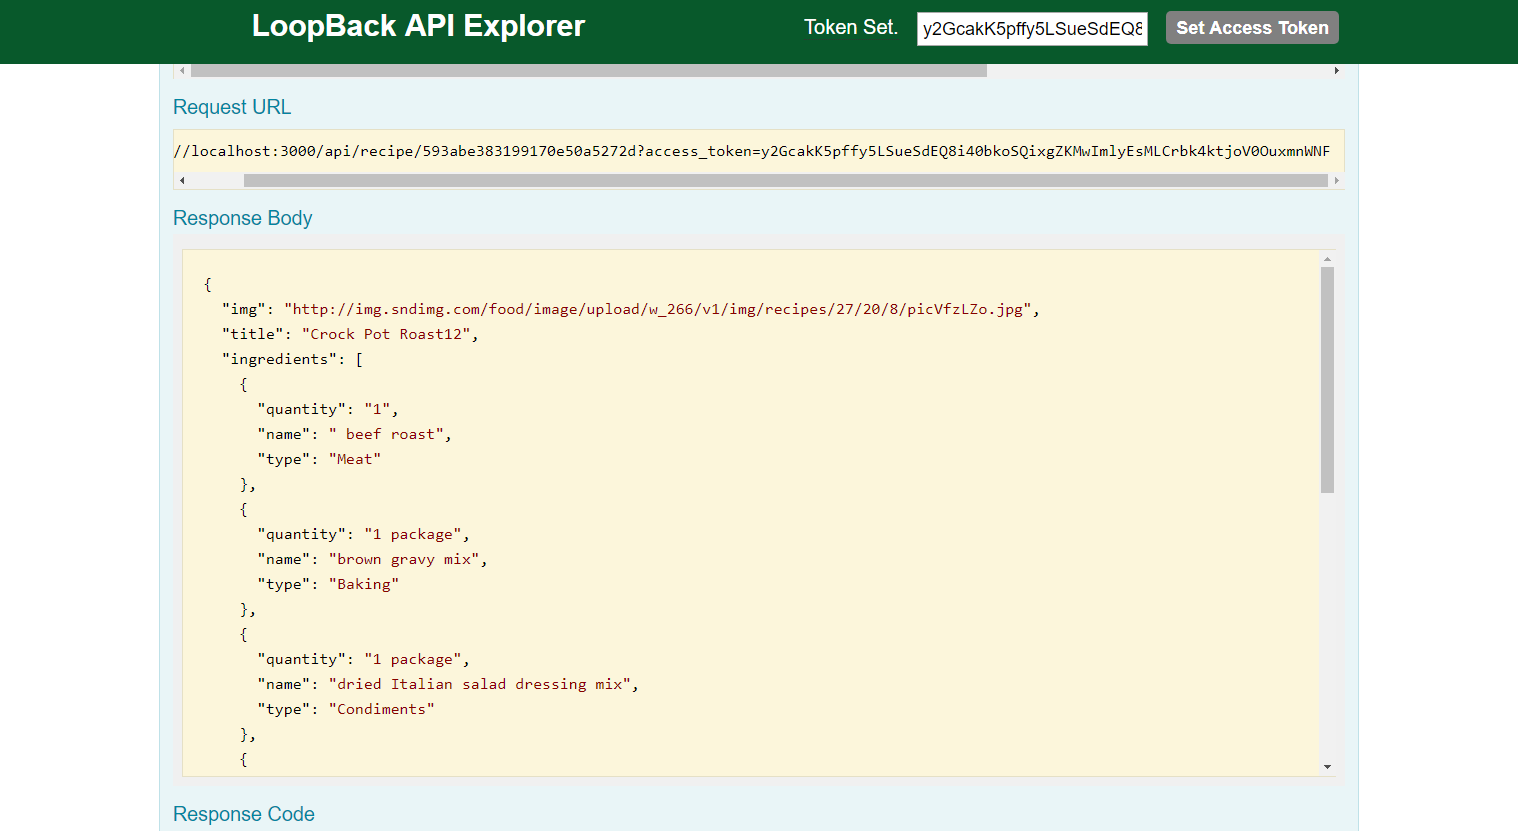 LoopBack API Explorer
Token Set.
y2GcakK5pffy5LSueSdEQ8
Set Access Token
Request URL
//localhost:3000/api/recipe/593abe383199170e50a5272d?access_token=y2GcakK5pffy5LSueSdEQ8i40bkoSQixgZKMwImlyEsMLCrbk4ktjoV0OuxmnWNF
Response Body
{
"img": "http://img.sndimg.com/food/image/upload/w_266/v1/img/recipes/27/20/8/picVfzLZo.jpg",
"title": "Crock Pot Roast12",
"ingredients": [
{
"quantity": "1",
"name": " beef roast",
"type": "Meat"
},
{
"quantity": "1 package",
"name": "brown gravy mix",
"type": "Baking"
},
{
"quantity": "1 package",
"name": "dried Italian salad dressing mix",
"type": "Condiments"
},
{
Response Code